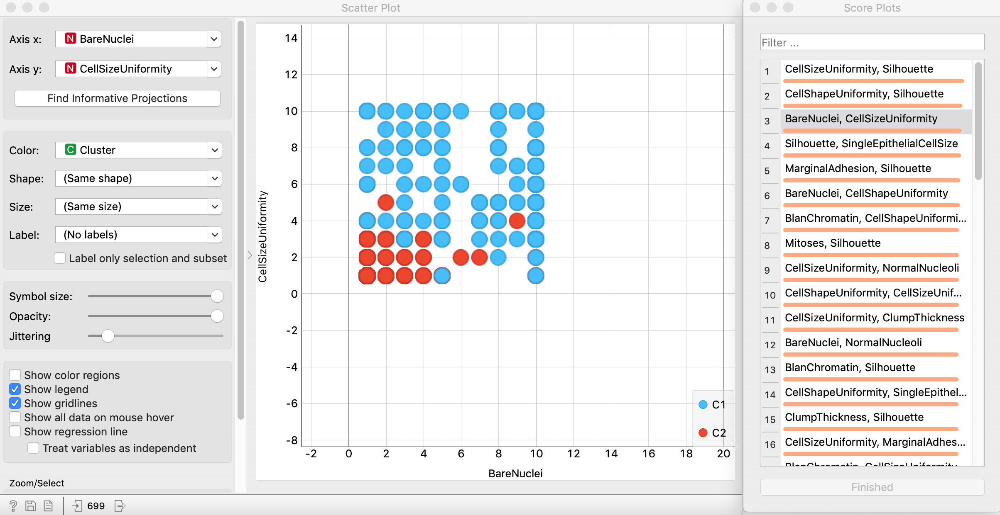 Scatter Plot
Axis x: N BareNuclei
Axis y: N CellSizeUniformity
Find Informative Projections
Color: C Cluster
Shape: (Same shape)
Size: (Same size)
Label: (No labels)
Label only selection and subset
Symbol size:
Opacity:
Jittering
Show color regions
Show legend
Show gridlines
Show all data on mouse hover
Show regression line
Treat variables as independent
Zoom/Select
? 699
CellSizeUniformity
14
12
10
8
6
4
2
0
-2
-4
-6
-8
-2 0 2 4 6 8 10 12 14 16 18 20
BareNuclei
C1
C2
Score Plots
Filter ...
1 CellSizeUniformity, Silhouette
2 CellShapeUniformity, Silhouette
3 BareNuclei, CellSizeUniformity
4 Silhouette, SingleEpithelialCellSize
5 MarginalAdhesion, Silhouette
6 BareNuclei, CellShapeUniformity
7 BlanChromatin, CellShapeUniformi...
8 Mitoses, Silhouette
9 CellSizeUniformity, NormalNucleoli
10 CellShapeUniformity, CellSizeUnif...
11 CellSizeUniformity, ClumpThickness
12 BareNuclei, NormalNucleoli
13 BlanChromatin, Silhouette
14 CellShapeUniformity, SingleEpithel...
15 ClumpThickness, Silhouette
16 CellSizeUniformity, MarginalAdhes...
BlanChromatin, CellSizeUniformity
Finished